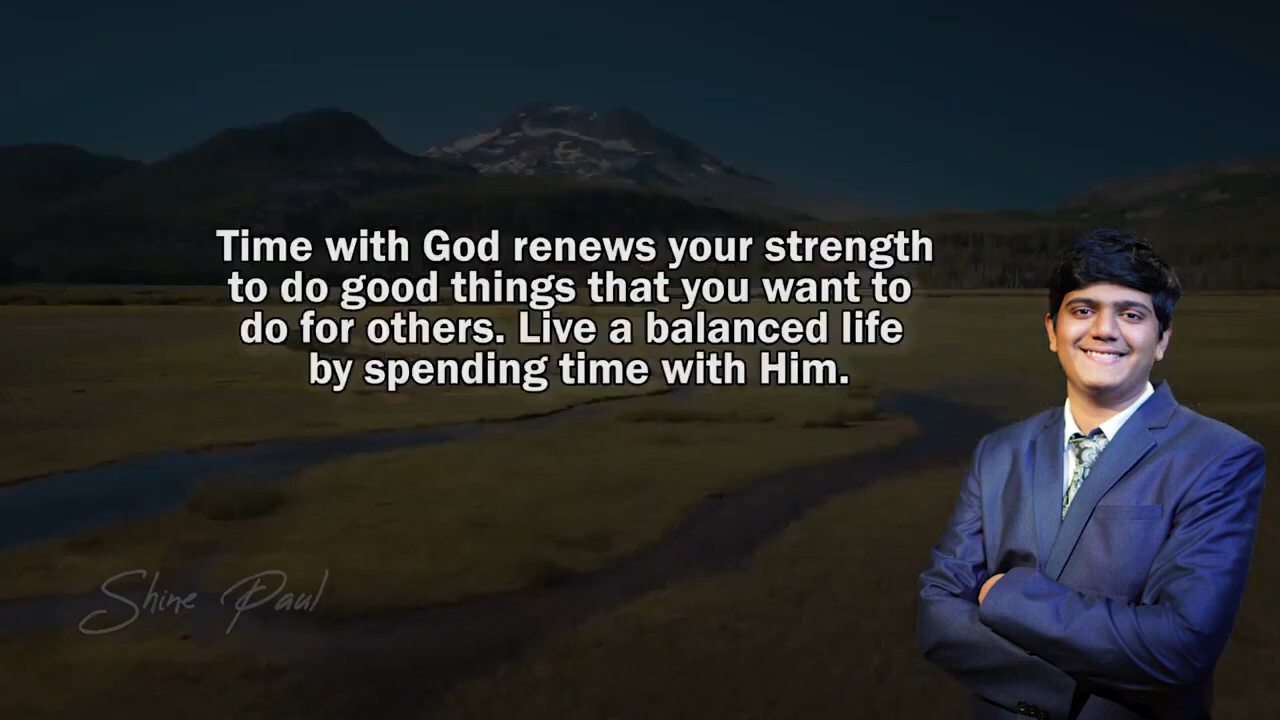 Time with God renews your strength
to do good things that you want to
do for others. Live a balanced life
by spending time with Him.
Shine Paul